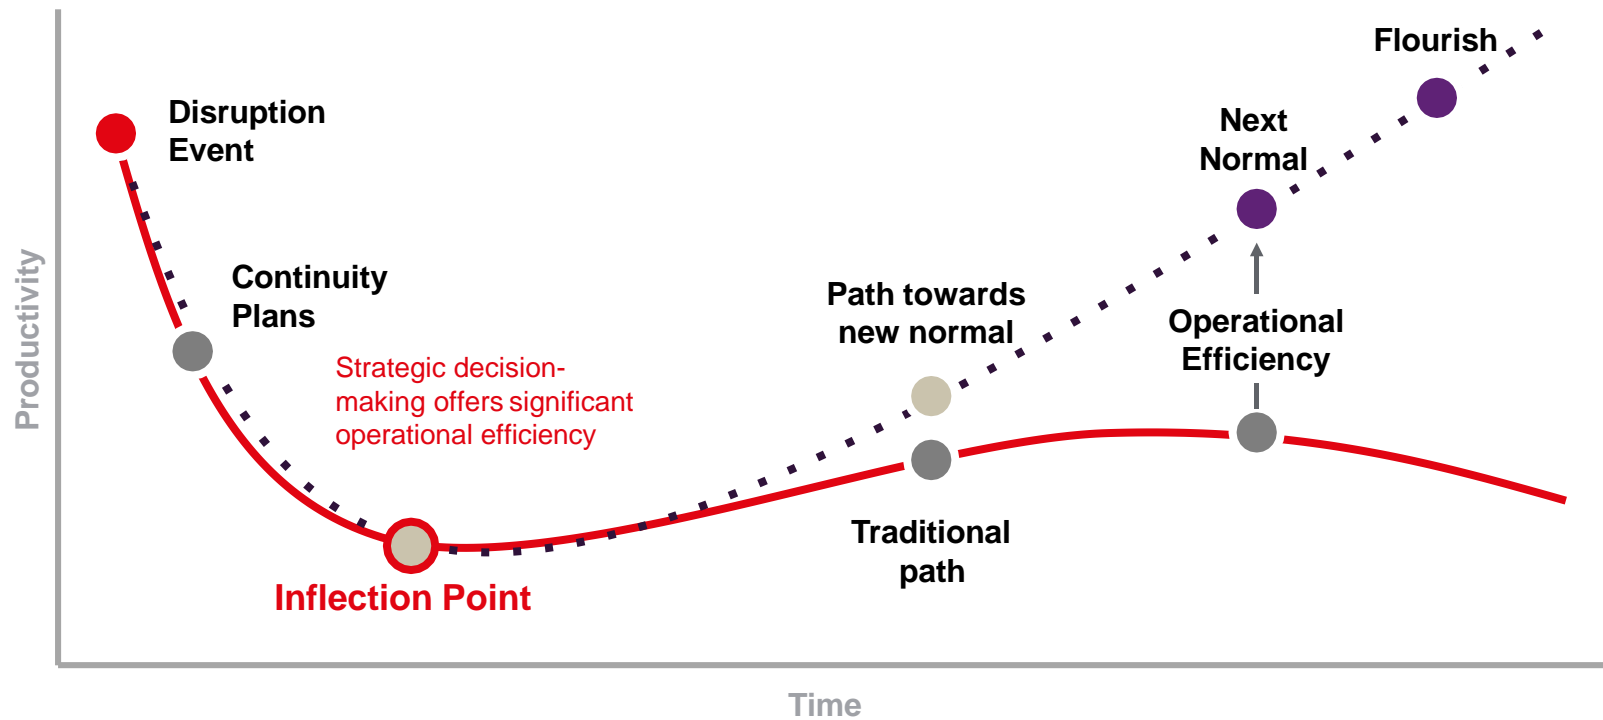 Flourish
Disruption
Event
Next
Normal
Continuity
Plans
Path towards
new normal
Operational
Efficiency
Strategic decision-
making offers significant
operational efficiency
Productivity
Traditional
path
Inflection Point
Time